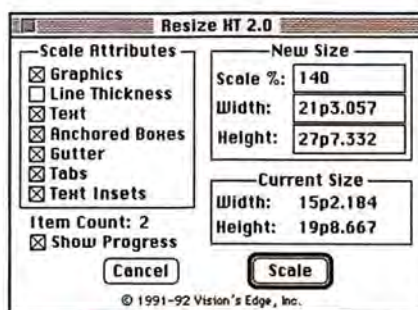 Resize XT 2.0
Scale Attributes
Graphics
Line Thickness
Text
Anchored Boxes
Gutter
Tabs
Text Insets
Item Count: 2
Show Progress
New Size
Scale %: 140
Width: 21p3.057
Height: 27p7.332
Current Size
Width: 15p2.184
Height: 19p8.667
Cancel
Scale
© 1991-92 Vision's Edge, Inc.